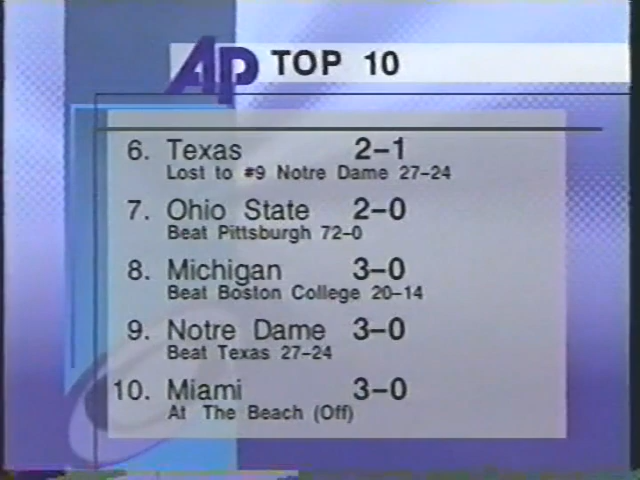 AP TOP 10
6. Texas 2-1
Lost to #9 Notre Dame 27-24
7. Ohio State 2-0
Beat Pittsburgh 72-0
8. Michigan 3-0
Beat Boston College 20-14
9. Notre Dame 3-0
Beat Texas 27-24
10. Miami 3-0
At The Beach (Off)